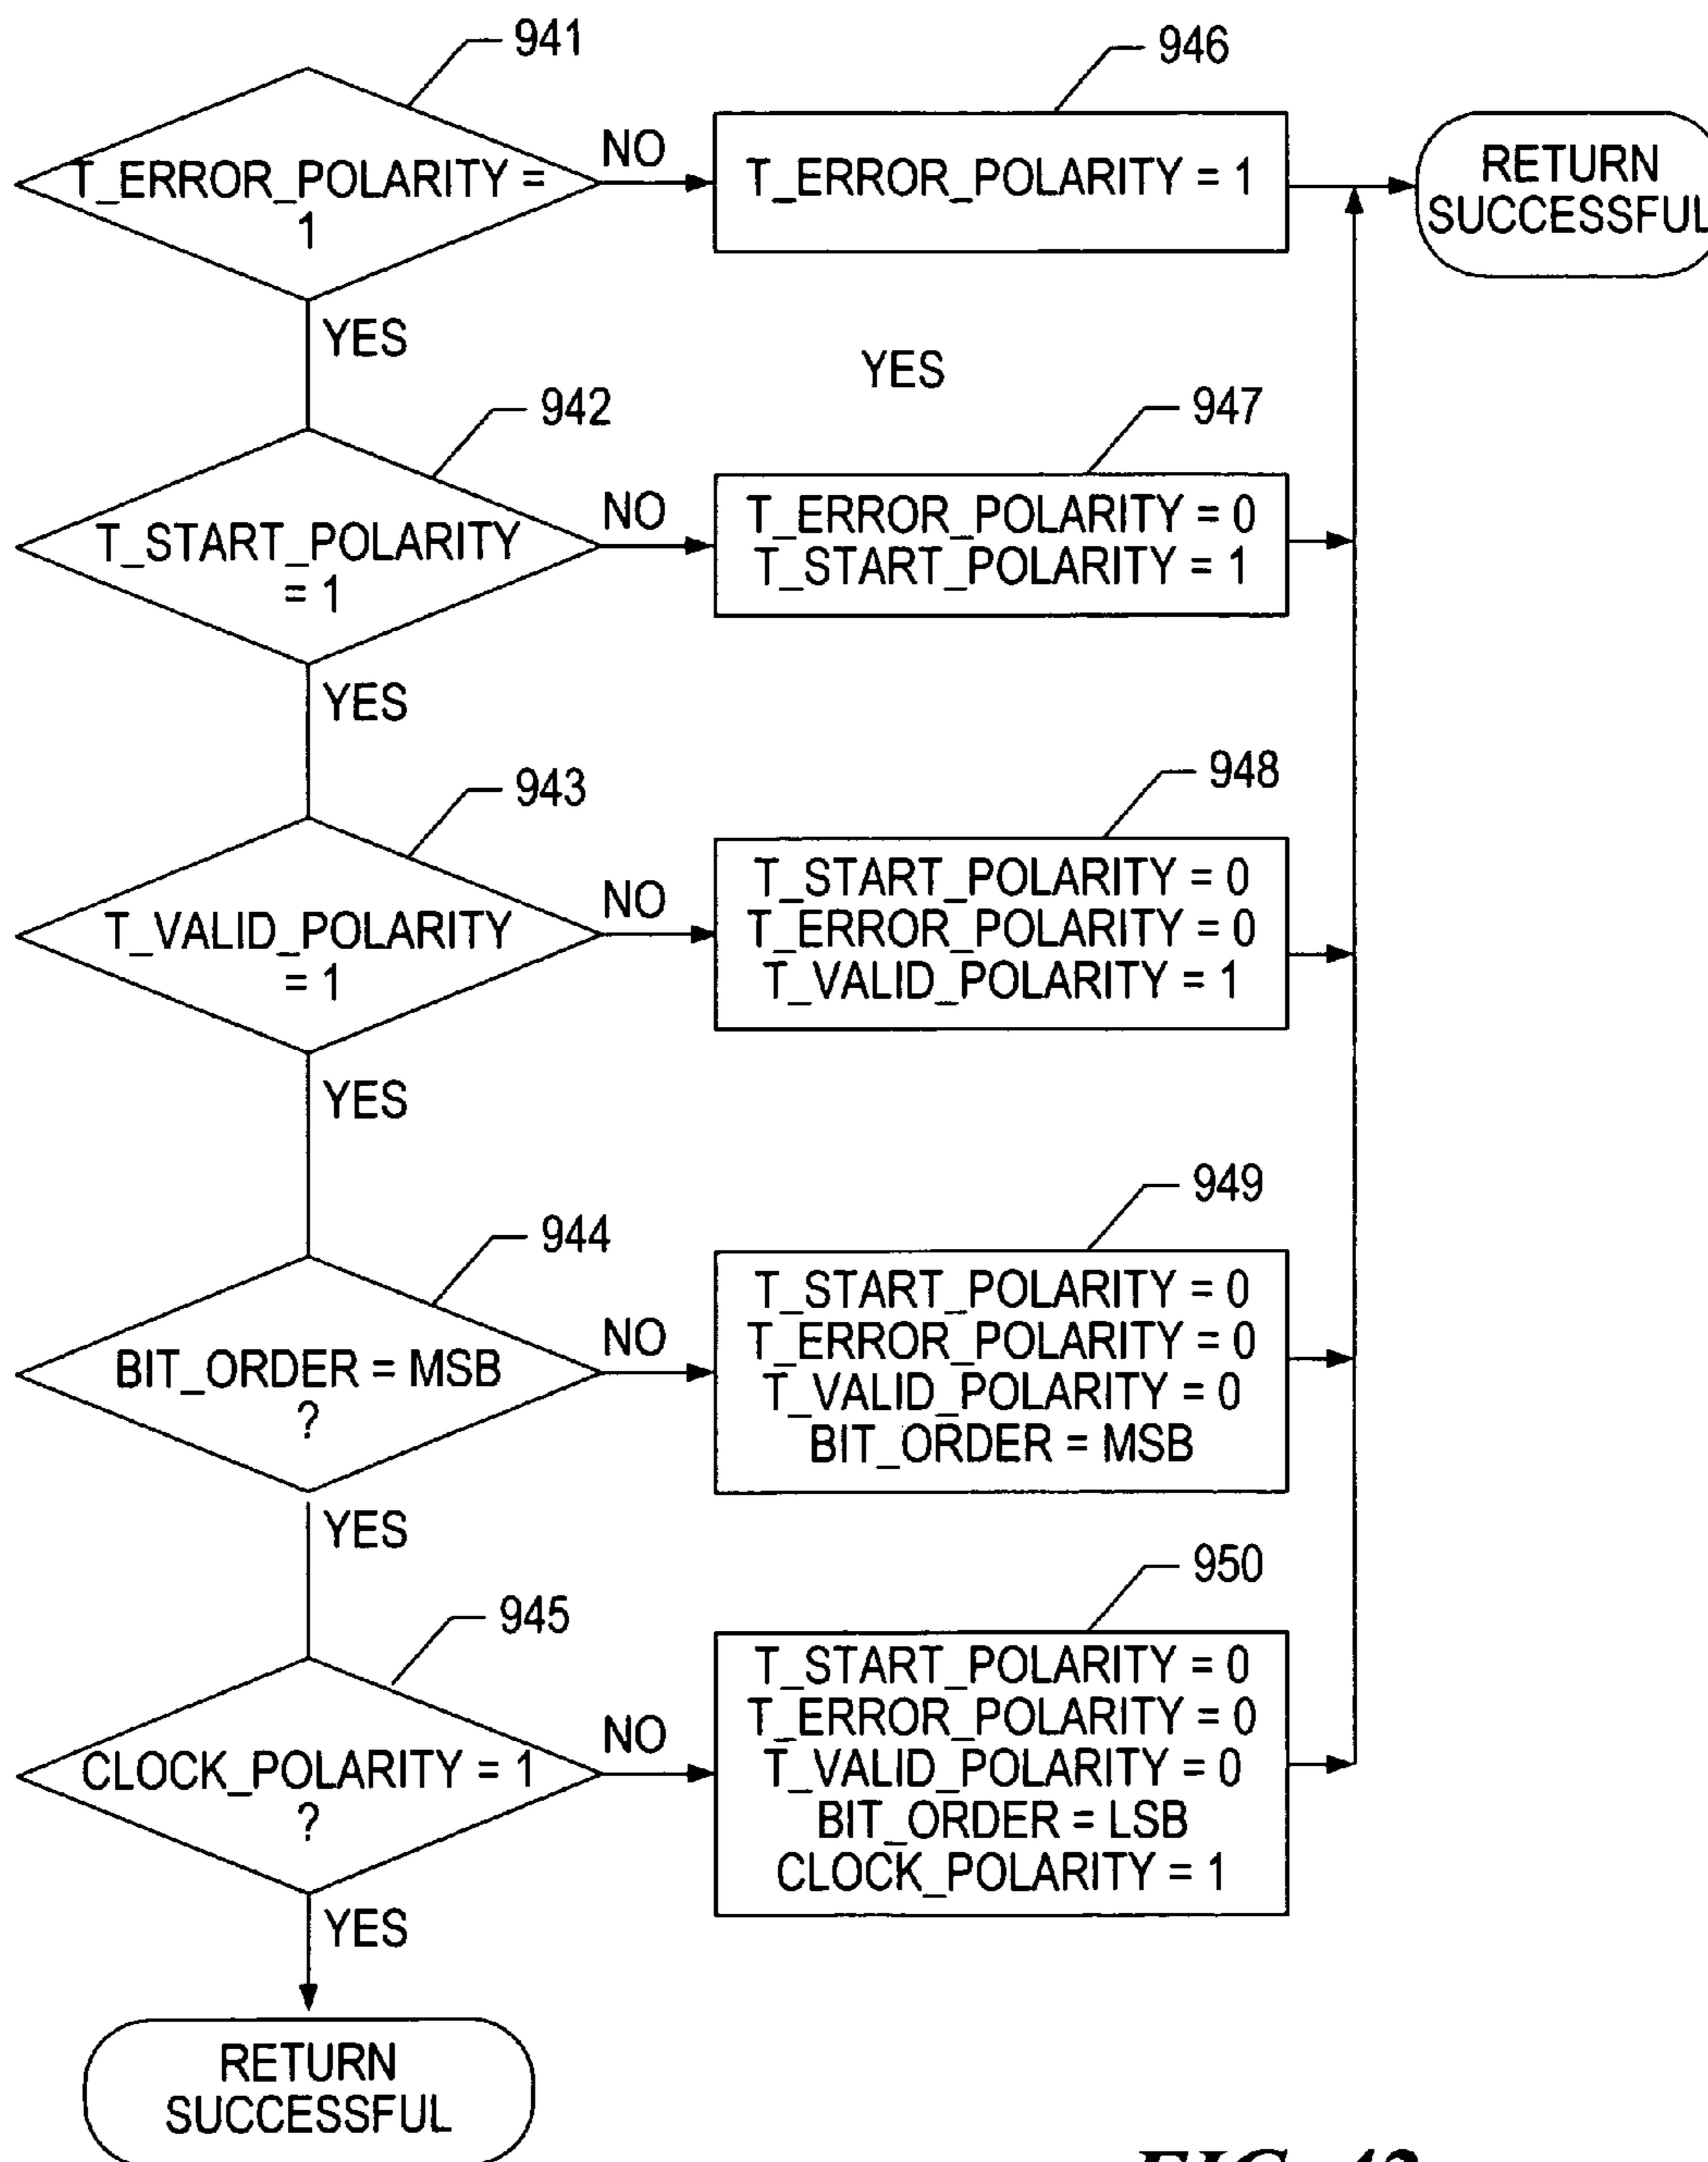 941
T_ERROR_POLARITY =
1
NO
946
T_ERROR_POLARITY = 1
RETURN
SUCCESSFUL
YES
YES
942
T_START_POLARITY
= 1
NO
947
T_ERROR_POLARITY = 0
T_START_POLARITY = 1
YES
943
T_VALID_POLARITY
= 1
NO
948
T_START_POLARITY = 0
T_ERROR_POLARITY = 0
T_VALID_POLARITY = 1
YES
944
BIT_ORDER = MSB
?
NO
949
T_START_POLARITY = 0
T_ERROR_POLARITY = 0
T_VALID_POLARITY = 0
BIT_ORDER = MSB
YES
945
CLOCK_POLARITY = 1
?
NO
950
T_START_POLARITY = 0
T_ERROR_POLARITY = 0
T_VALID_POLARITY = 0
BIT_ORDER = LSB
CLOCK_POLARITY = 1
YES
RETURN
SUCCESSFUL